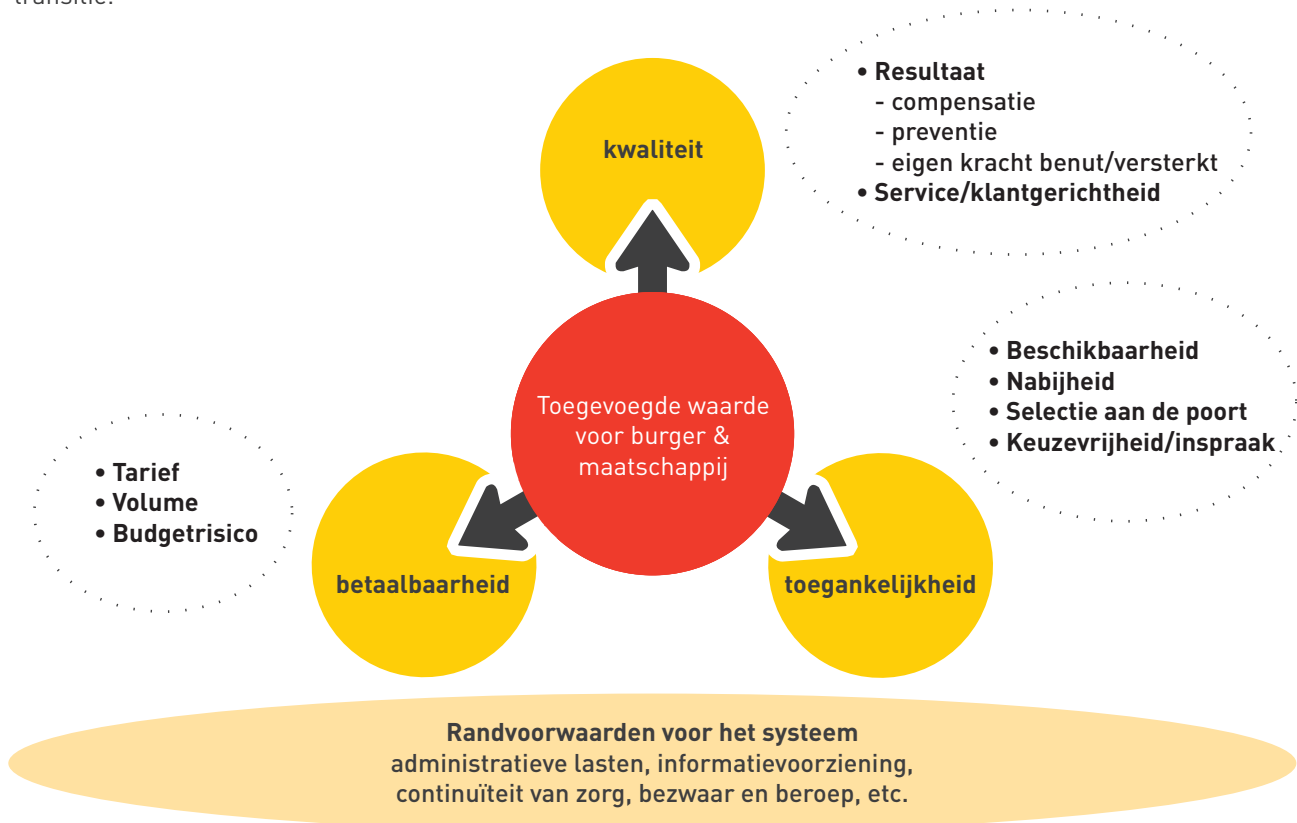 transitie.
• Resultaat
- compensatie
- preventie
- eigen kracht benut/versterkt
• Service/klantgerichtheid
kwaliteit
• Beschikbaarheid
• Nabijheid
• Selectie aan de poort
• Keuzevrijheid/inspraak
Toegevoegde waarde
voor burger &
maatschappij
• Tarief
• Volume
• Budgetrisico
betaalbaarheid
toegankelijkheid
Randvoorwaarden voor het systeem
administratieve lasten, informatievoorziening,
continuïteit van zorg, bezwaar en beroep, etc.